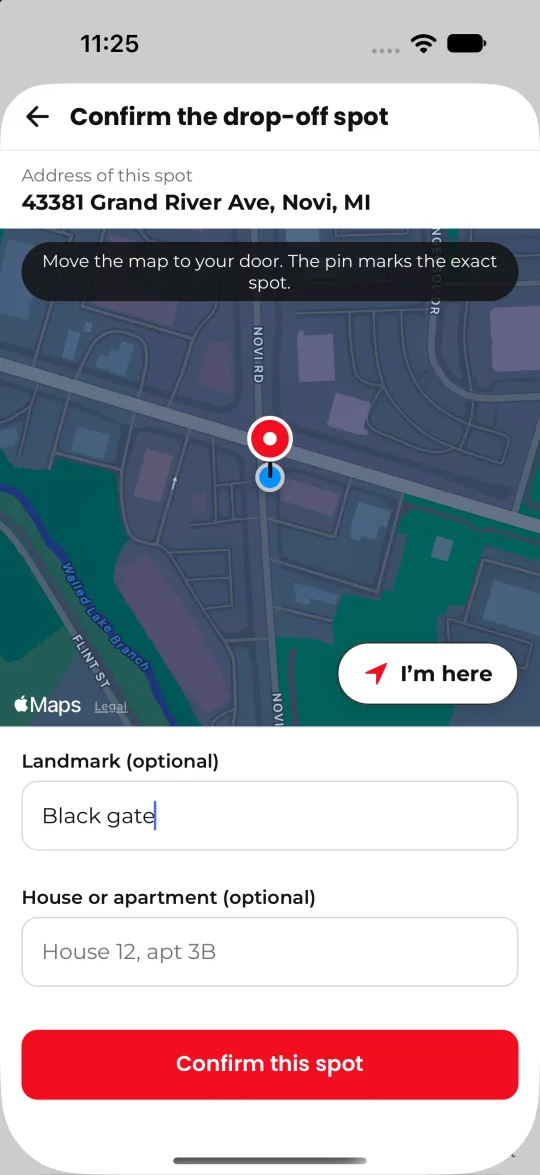 11:25
Confirm the drop-off spot
Address of this spot
43381 Grand River Ave, Novi, MI
Move the map to your door. The pin marks the exact
spot.
NOVI RD
FLINT ST
Walled Lake Branch
I'm here
Maps
Legal
NOVI
Landmark (optional)
Black gate
House or apartment (optional)
House 12, apt 3B
Confirm this spot